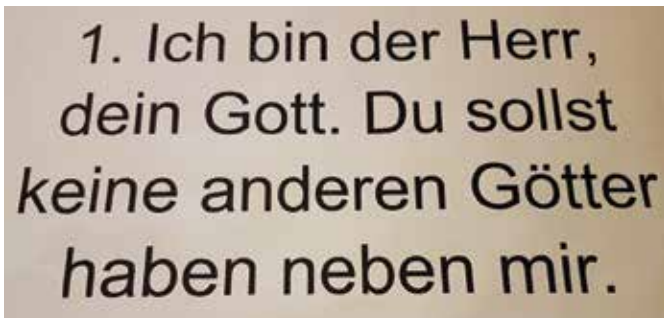 1. Ich bin der Herr,
dein Gott. Du sollst
keine anderen Götter
haben neben mir.